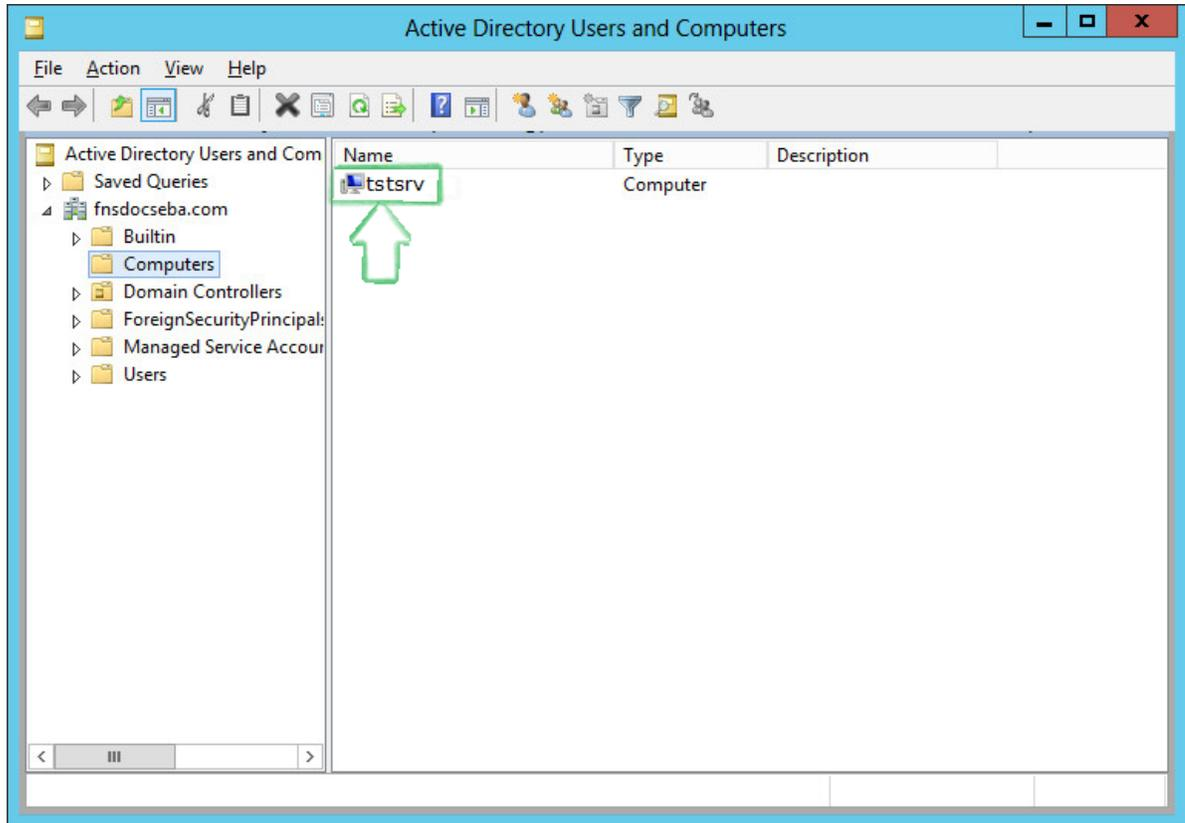 Active Directory Users and Computers
File Action View Help
Active Directory Users and Com
Saved Queries
fnsdocseba.com
Builtin
Computers
Domain Controllers
ForeignSecurityPrincipals
Managed Service Accour
Users
Name Type Description
tstsrv Computer